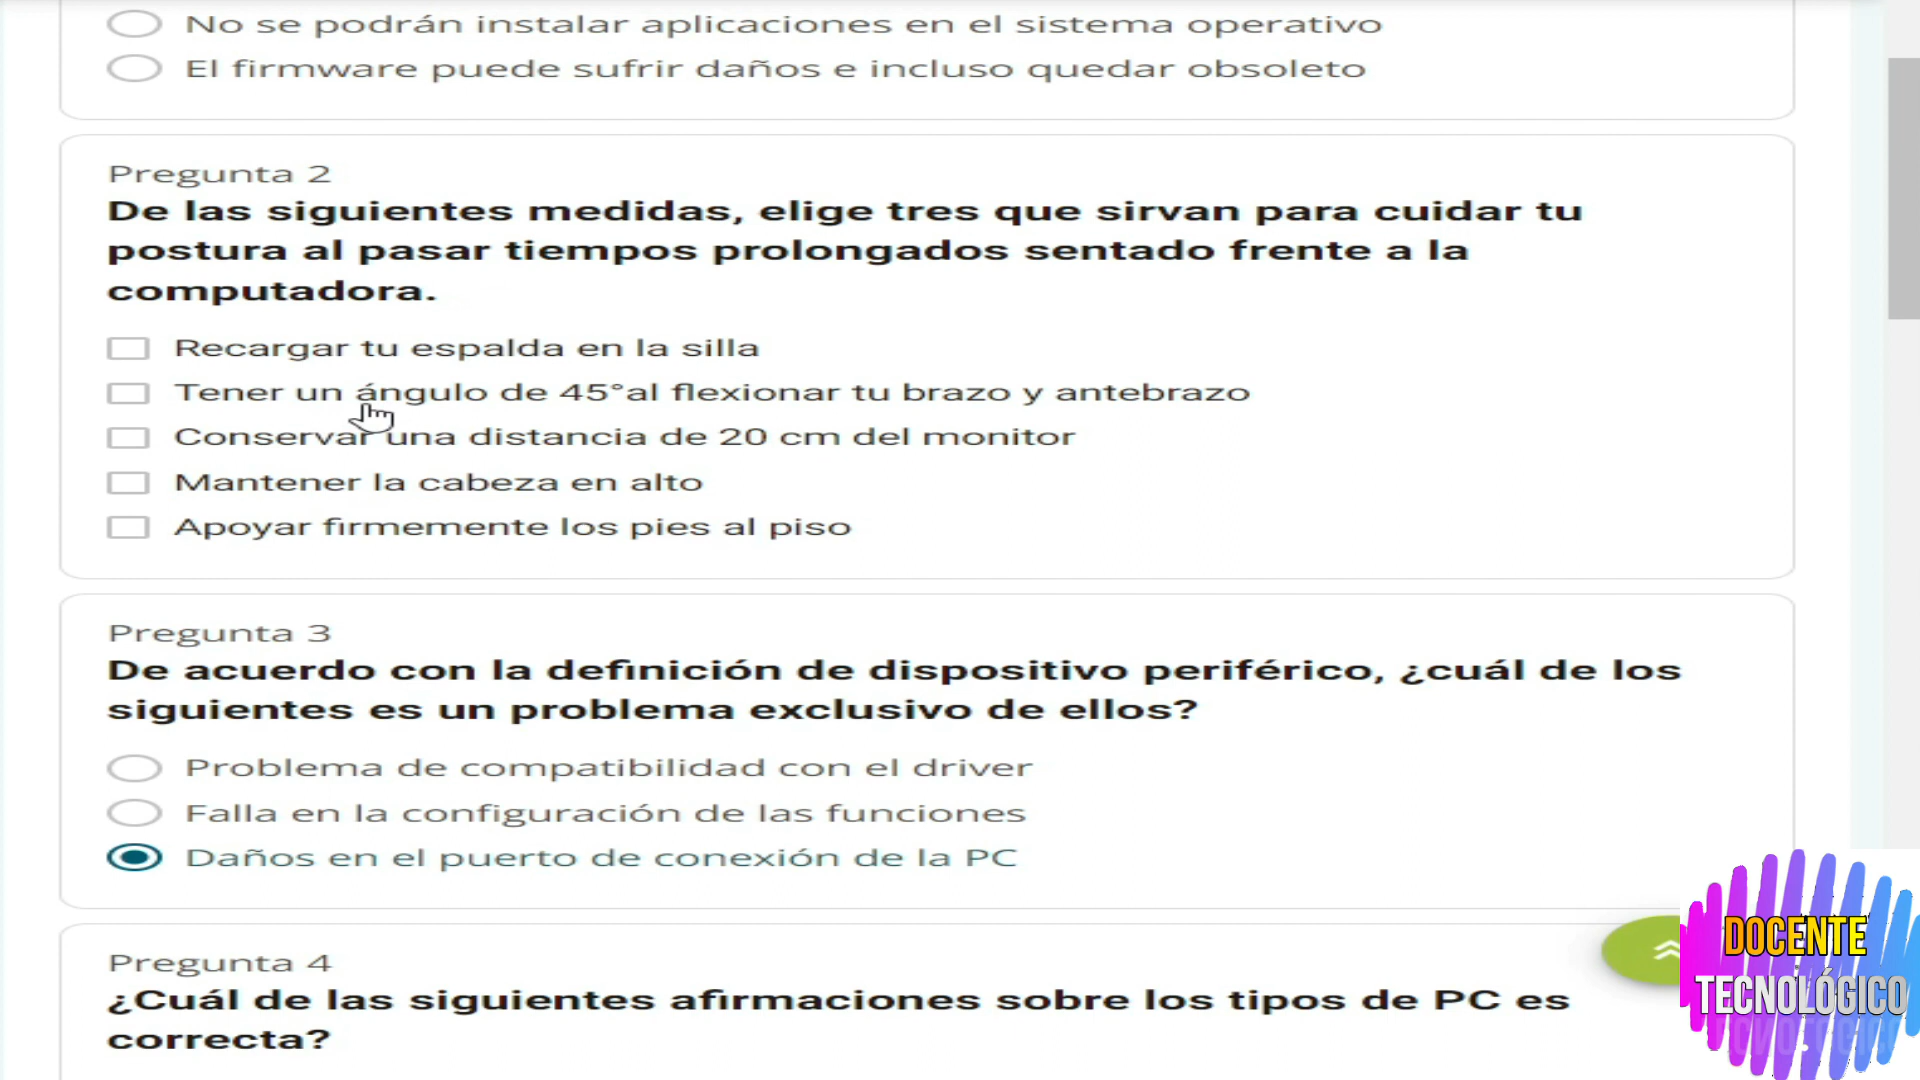 No se podrán instalar aplicaciones en el sistema operativo
El firmware puede sufrir daños e incluso quedar obsoleto
Pregunta 2
De las siguientes medidas, elige tres que sirvan para cuidar tu
postura al pasar tiempos prolongados sentado frente a la
computadora.
Recargar tu espalda en la silla
Tener un ángulo de 45°al flexionar tu brazo y antebrazo
Conservar una distancia de 20 cm del monitor
Mantener la cabeza en alto
Apoyar firmemente los pies al piso
Pregunta 3
De acuerdo con la definición de dispositivo periférico, ¿cuál de los
siguientes es un problema exclusivo de ellos?
Problema de compatibilidad con el driver
Falla en la configuración de las funciones
Daños en el puerto de conexión de la PC
Pregunta 4
¿Cuál de las siguientes afirmaciones sobre los tipos de PC es
correcta?
DOCENTE
TECNOLÓGICO